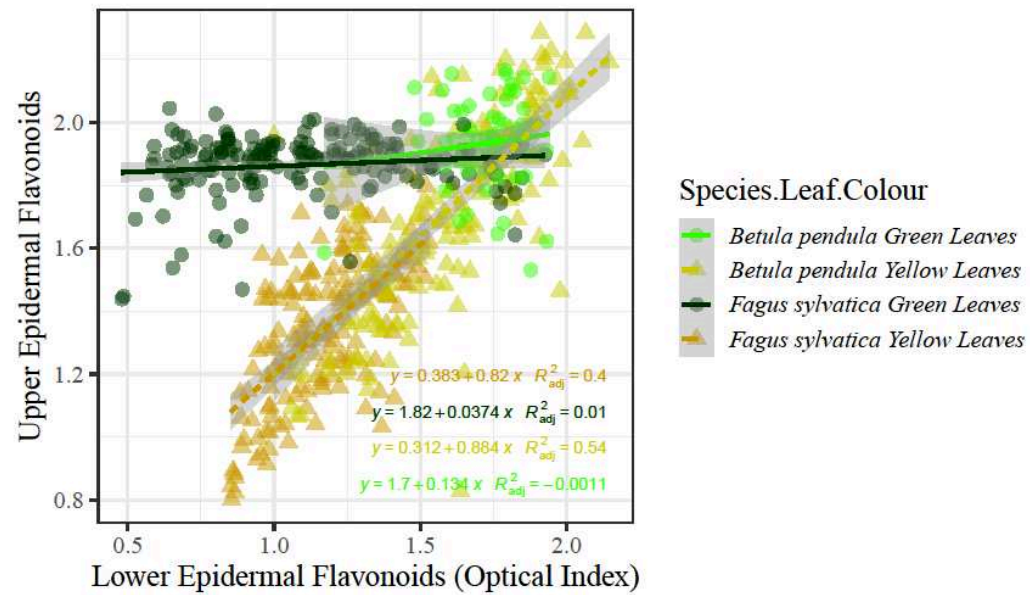 Upper Epidermal Flavonoids
2.0
1.6
1.2
0.8
y = 0.383 + 0.82 x R²adj = 0.4
y = 1.82 + 0.0374 x R²adj = 0.01
y = 0.312 + 0.884 x R²adj = 0.54
y = 1.7 + 0.134 x R²adj = −0.0011
0.5 1.0 1.5 2.0
Lower Epidermal Flavonoids (Optical Index)
Species.Leaf.Colour
Betula pendula Green Leaves
Betula pendula Yellow Leaves
Fagus sylvatica Green Leaves
Fagus sylvatica Yellow Leaves